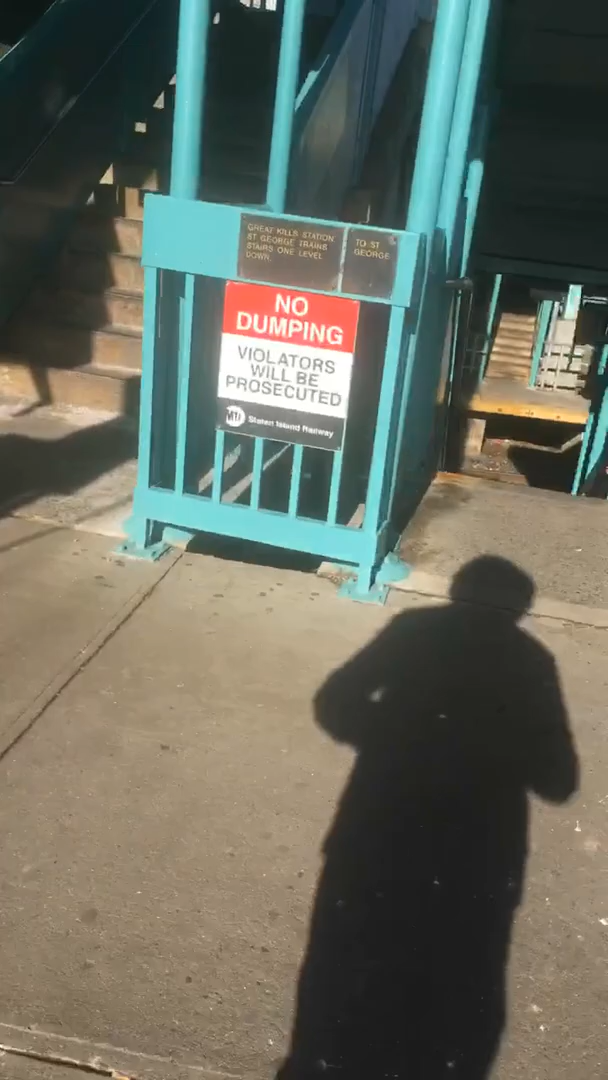 GREAT KILLS STATION
ST GEORGE TRAINS
STAIRS ONE LEVEL
DOWN
TO ST
GEORGE
NO
DUMPING
VIOLATORS
WILL BE
PROSECUTED
MTA Staten Island Railway